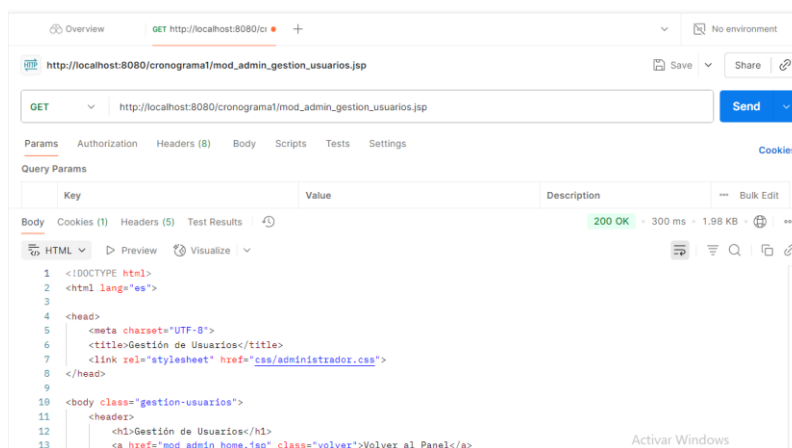 Overview GET http://localhost:8080/cr No environment
HTTP http://localhost:8080/cronograma1/mod_admin_gestion_usuarios.jsp Save Share
GET http://localhost:8080/cronograma1/mod_admin_gestion_usuarios.jsp Send
Params Authorization Headers (8) Body Scripts Tests Settings Cookies
Query Params
Key Value Description Bulk Edit
Body Cookies (1) Headers (5) Test Results 200 OK 300 ms 1.98 KB
HTML Preview Visualize
1 <!DOCTYPE html>
2 <html lang="es">
3
4 <head>
5 <meta charset="UTF-8">
6 <title>Gestión de Usuarios</title>
7 <link rel="stylesheet" href="css/administrador.css">
8 </head>
9
10 <body class="gestion-usuarios">
11 <header>
12 <h1>Gestión de Usuarios</h1>
13 <a href="mod_admin_home.jsp" class="volver">Volver al Panel</a>
Activar Windows